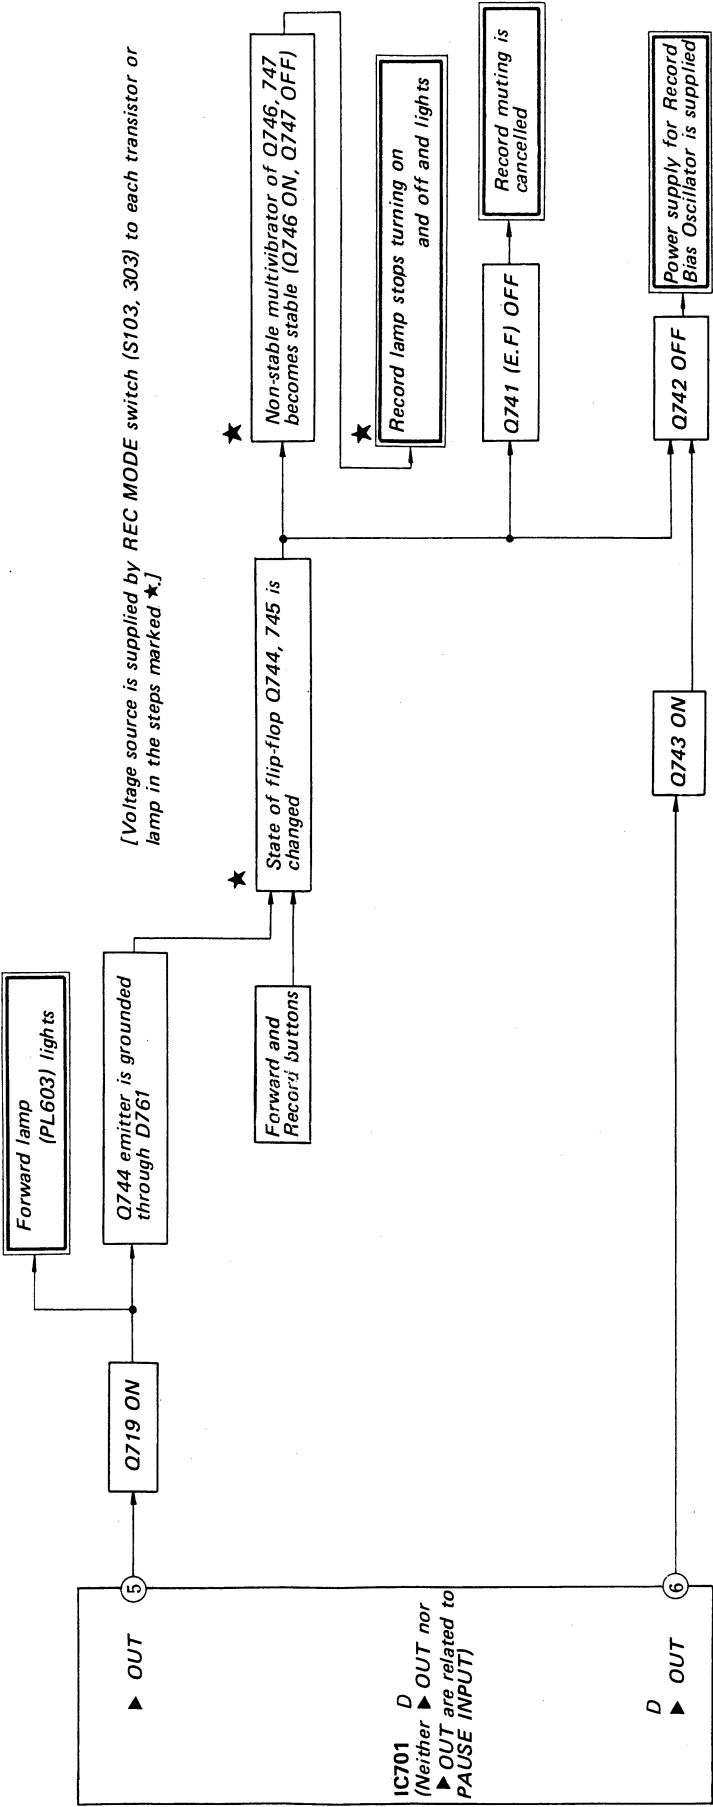 [Voltage source is supplied by REC MODE switch (S103, 303) to each transistor or
lamp in the steps marked ★.]
Forward lamp
(PL603) lights
▶ OUT
5
Q719 ON
Q744 emitter is grounded
through D761
Forward and
Record buttons
★
State of flip-flop Q744, 745 is
changed
★
Non-stable multivibrator of Q746, 747
becomes stable (Q746 ON, Q747 OFF)
★
Record lamp stops turning on
and off and lights
Q741 (E.F) OFF
Record muting is
cancelled
IC701 D
(Neither ▶ OUT nor
▶ OUT are related to
PAUSE INPUT)
D
▶ OUT
6
Q743 ON
Q742 OFF
Power supply for Record
Bias Oscillator is supplied